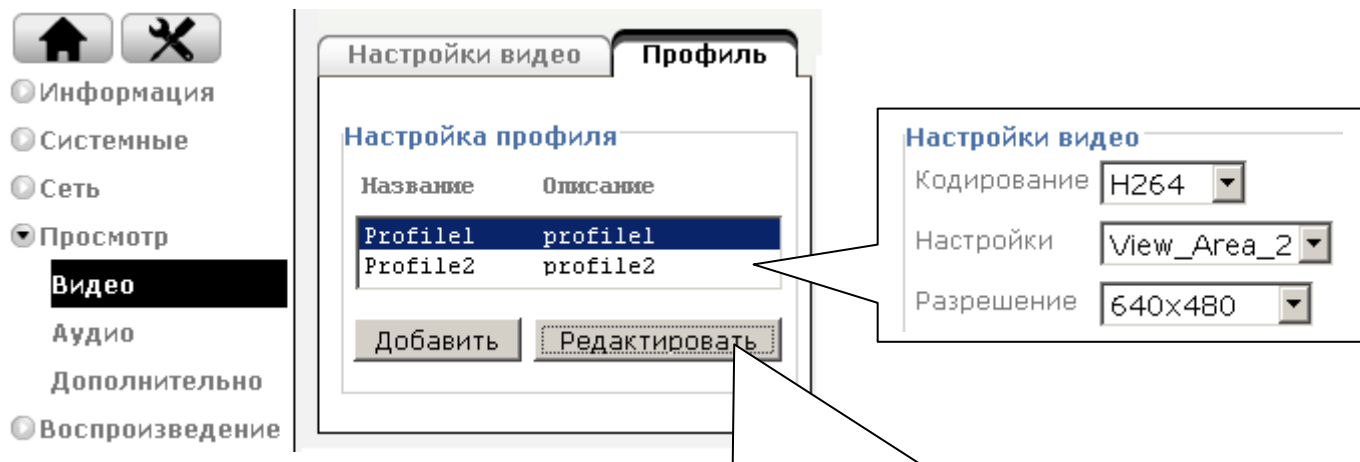 Информация
Системные
Сеть
Просмотр
Видео
Аудио
Дополнительно
Воспроизведение
Настройки видео Профиль
Настройка профиля
Название Описание
Profile1 profile1
Profile2 profile2
Добавить Редактировать
Настройки видео
Кодирование H264
Настройки View_Area_2
Разрешение 640x480